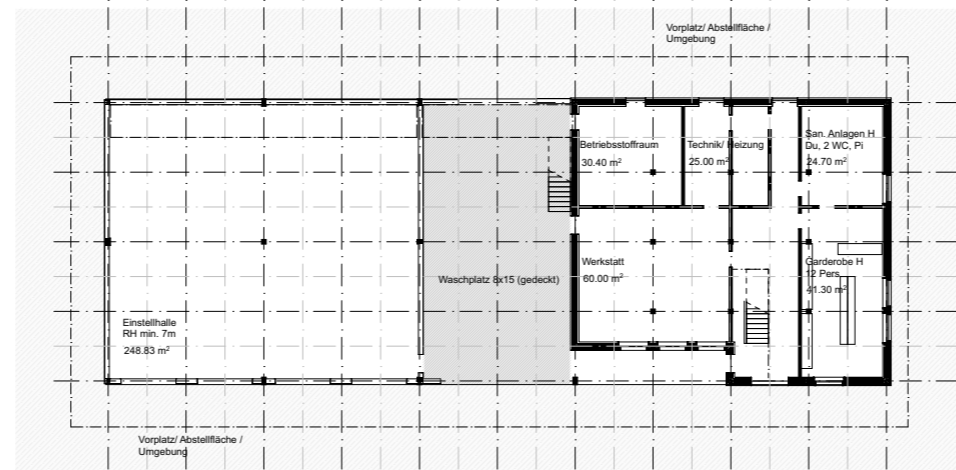 Vorplatz/ Abstellfläche /
Umgebung
Betriebsstoffraum
30.40 m²
Technik/ Heizung
25.00 m²
San. Anlagen H
Du, 2 WC, Pi
24.70 m²
Werkstatt
60.00 m²
Waschplatz 8x15 (gedeckt)
Garderobe H
12 Pers.
41.30 m²
Einstellhalle
RH min. 7m
248.83 m²
Vorplatz/ Abstellfläche /
Umgebung